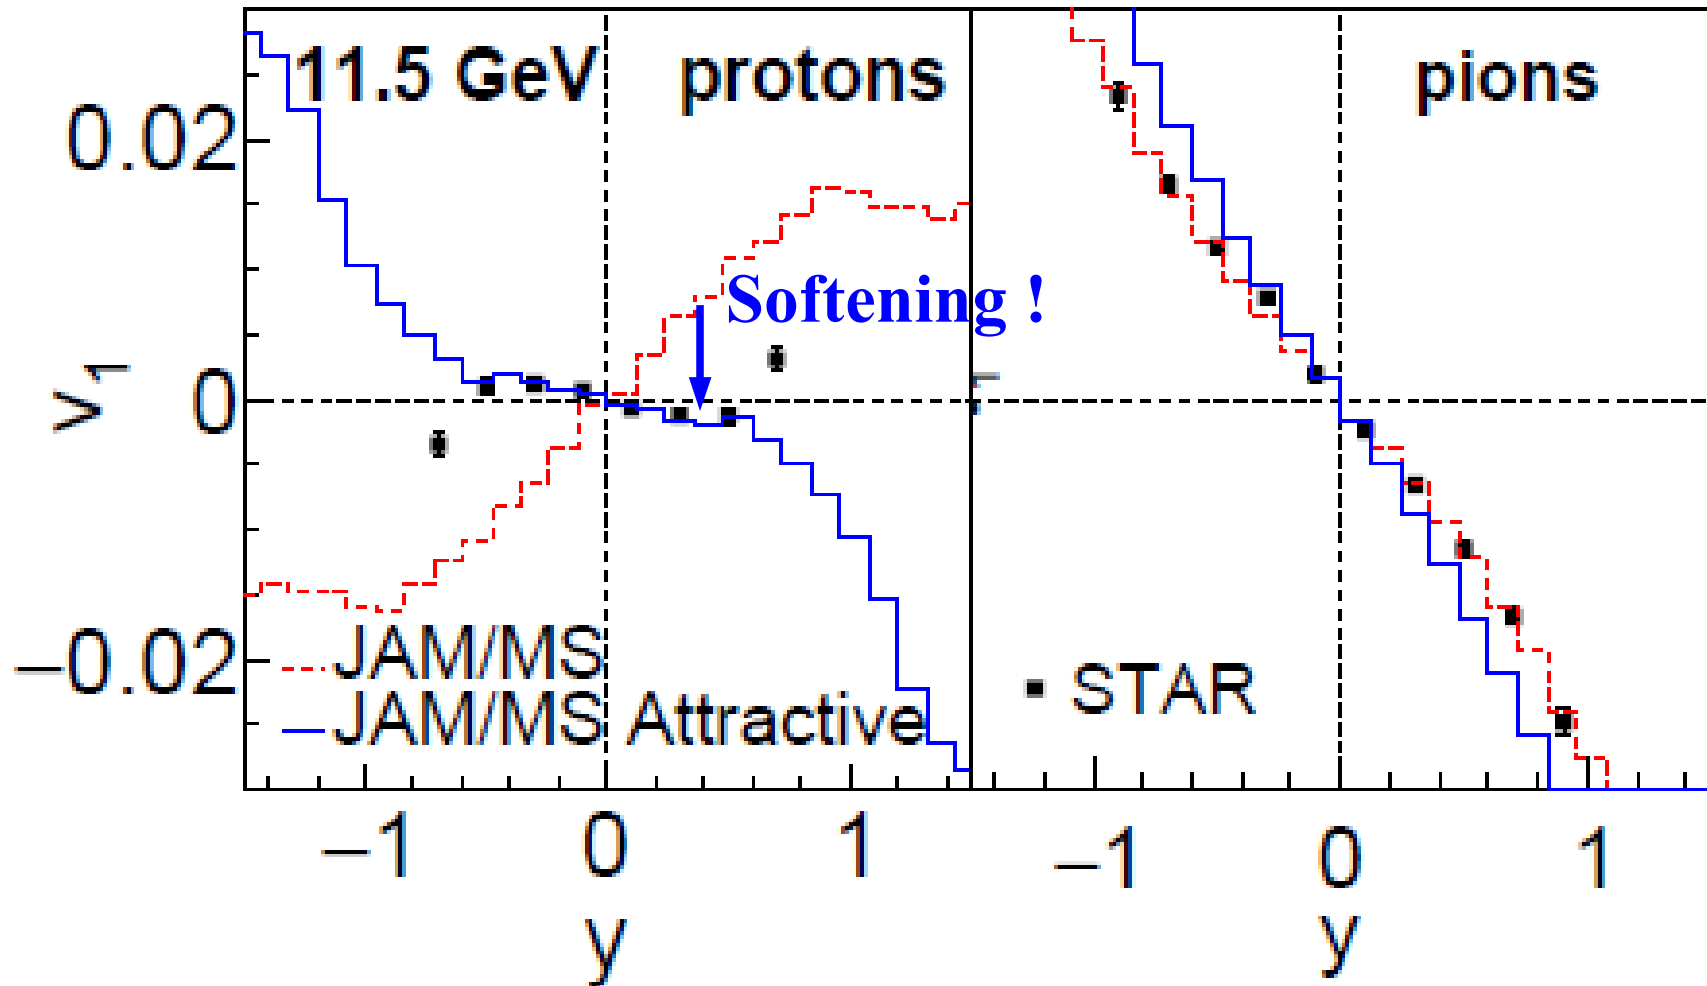 11.5 GeV protons
pions
0.02
Softening !
v1
0
−0.02
JAM/MS
JAM/MS Attractive
STAR
−1 0 1
−1 0 1
y
y